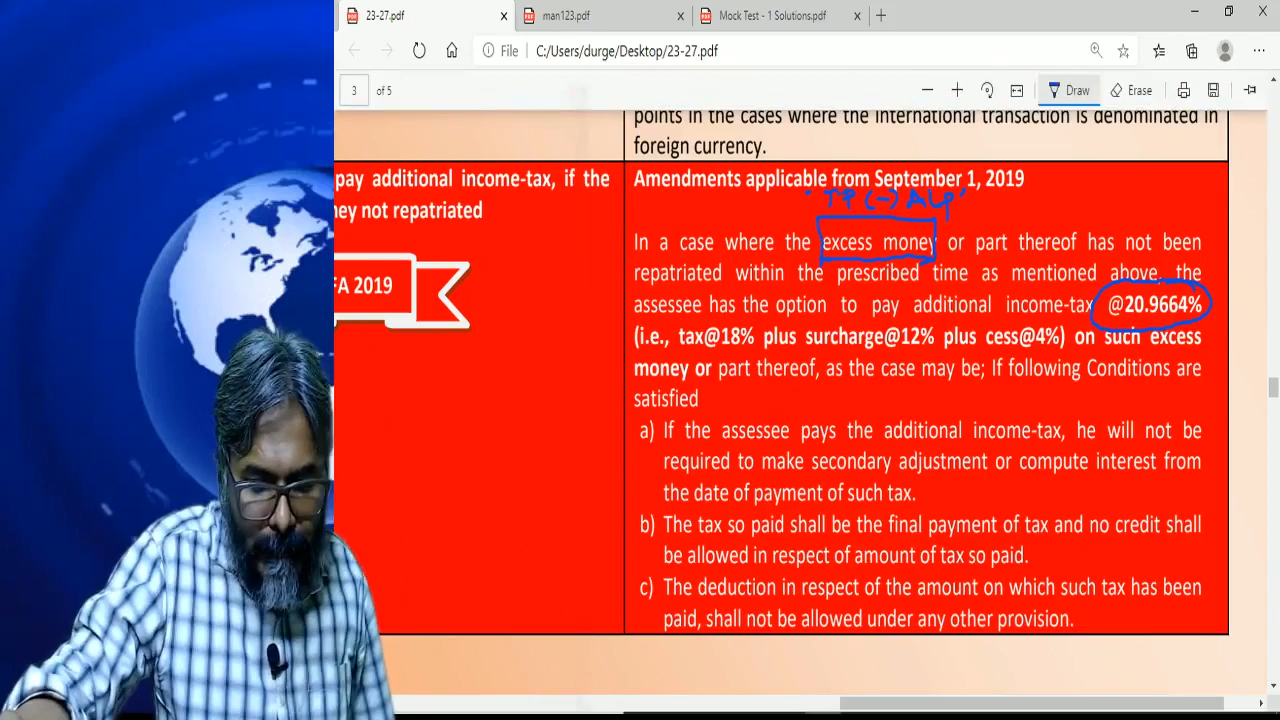 23-27.pdf
man123.pdf
Mock Test - 1 Solutions.pdf
File
C:/Users/durge/Desktop/23-27.pdf
3 of 5
Draw
Erase
points in the cases where the international transaction is denominated in
foreign currency.
pay additional income-tax, if the
ney not repatriated
FA 2019
Amendments applicable from September 1, 2019
TP (-) ALP
In a case where the excess money or part thereof has not been
repatriated within the prescribed time as mentioned above, the
assessee has the option to pay additional income-tax @20.9664%
(i.e., tax@18% plus surcharge@12% plus cess@4%) on such excess
money or part thereof, as the case may be; If following Conditions are
satisfied
a) If the assessee pays the additional income-tax, he will not be
required to make secondary adjustment or compute interest from
the date of payment of such tax.
b) The tax so paid shall be the final payment of tax and no credit shall
be allowed in respect of amount of tax so paid.
c) The deduction in respect of the amount on which such tax has been
paid, shall not be allowed under any other provision.